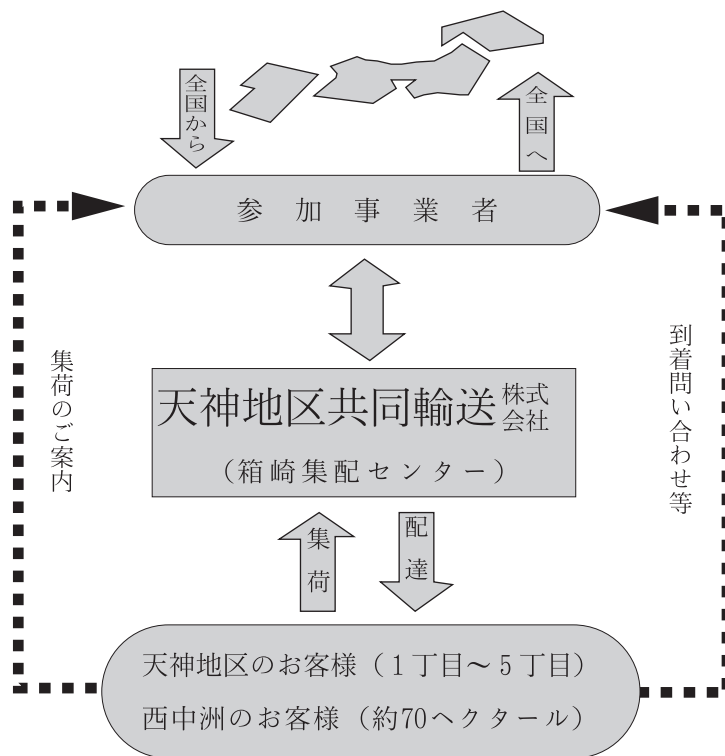 全国から
全国へ
参加事業者
集荷のご案内
到着問い合わせ等
天神地区共同輸送株式会社
(箱崎集配センター)
集荷
配達
天神地区のお客様(1丁目~5丁目)
西中洲のお客様(約70ヘクタール)